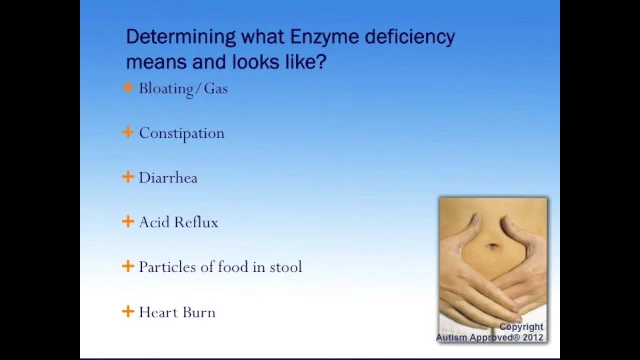 Determining what Enzyme deficiency
means and looks like?
Bloating/Gas
Constipation
Diarrhea
Acid Reflux
Particles of food in stool
Heart Burn
Copyright
Autism Approved® 2012